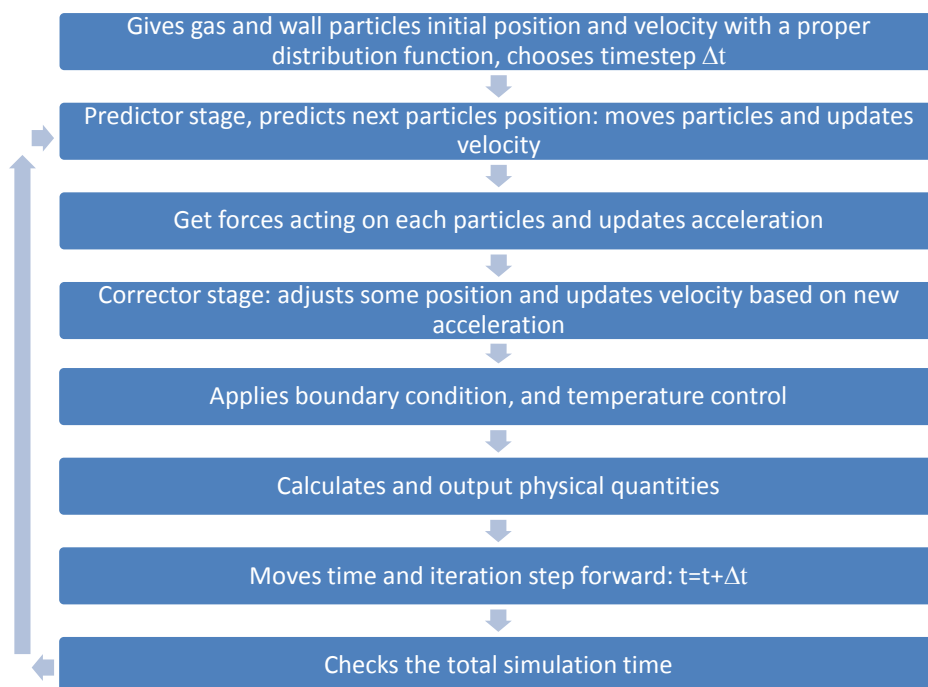 Gives gas and wall particles initial position and velocity with a proper
distribution function, chooses timestep Δt
Predictor stage, predicts next particles position: moves particles and updates
velocity
Get forces acting on each particles and updates acceleration
Corrector stage: adjusts some position and updates velocity based on new
acceleration
Applies boundary condition, and temperature control
Calculates and output physical quantities
Moves time and iteration step forward: t=t+Δt
Checks the total simulation time